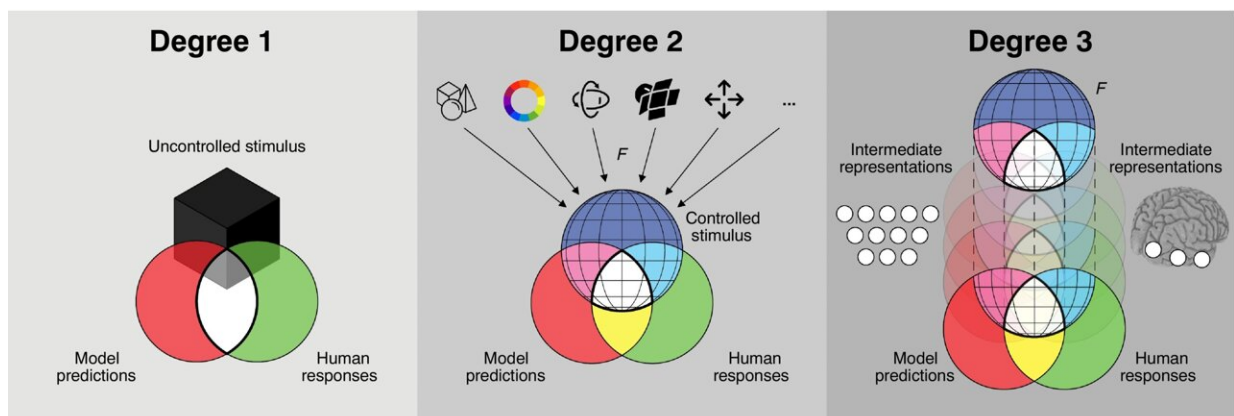 Degree 1
Uncontrolled stimulus
Model
predictions
Human
responses
Degree 2
...
F
Controlled
stimulus
Model
predictions
Human
responses
Degree 3
F
Intermediate
representations
Intermediate
representations
Model
predictions
Human
responses